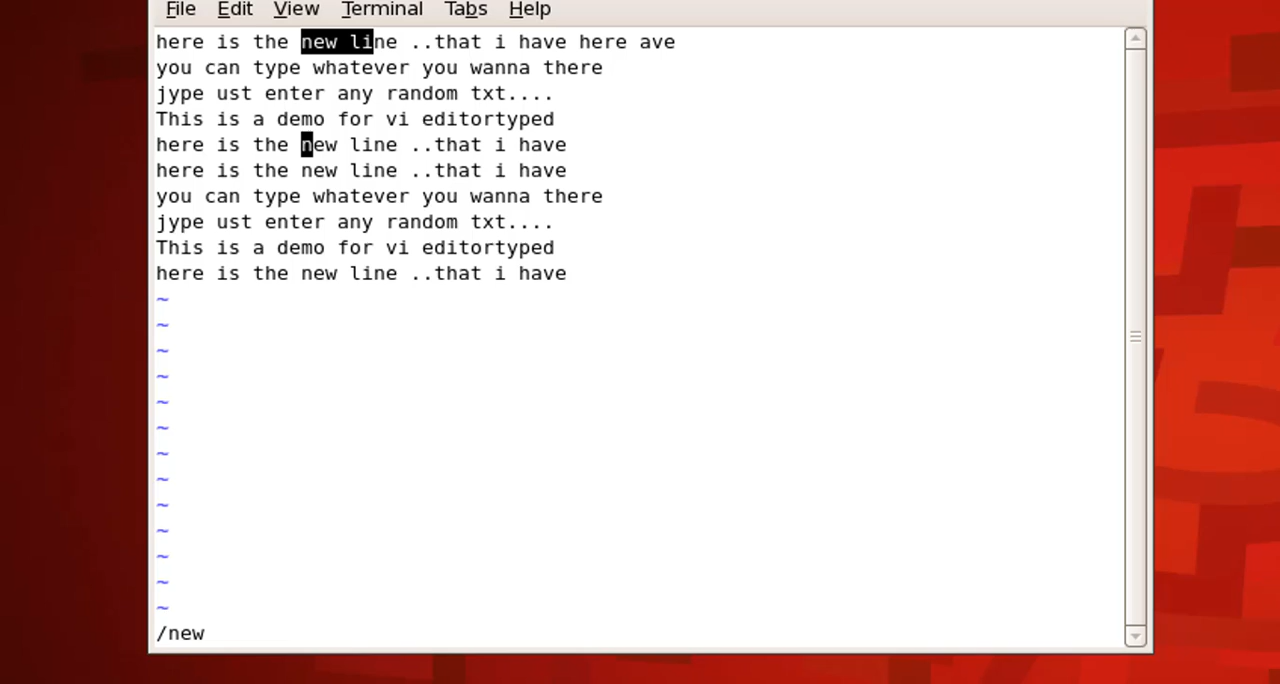 File Edit View Terminal Tabs Help
here is the new line ..that i have here ave
you can type whatever you wanna there
jype ust enter any random txt....
This is a demo for vi editortyped
here is the new line ..that i have
here is the new line ..that i have
you can type whatever you wanna there
jype ust enter any random txt....
This is a demo for vi editortyped
here is the new line ..that i have
~
~
~
~
~
~
~
~
~
~
~
~
~
/new